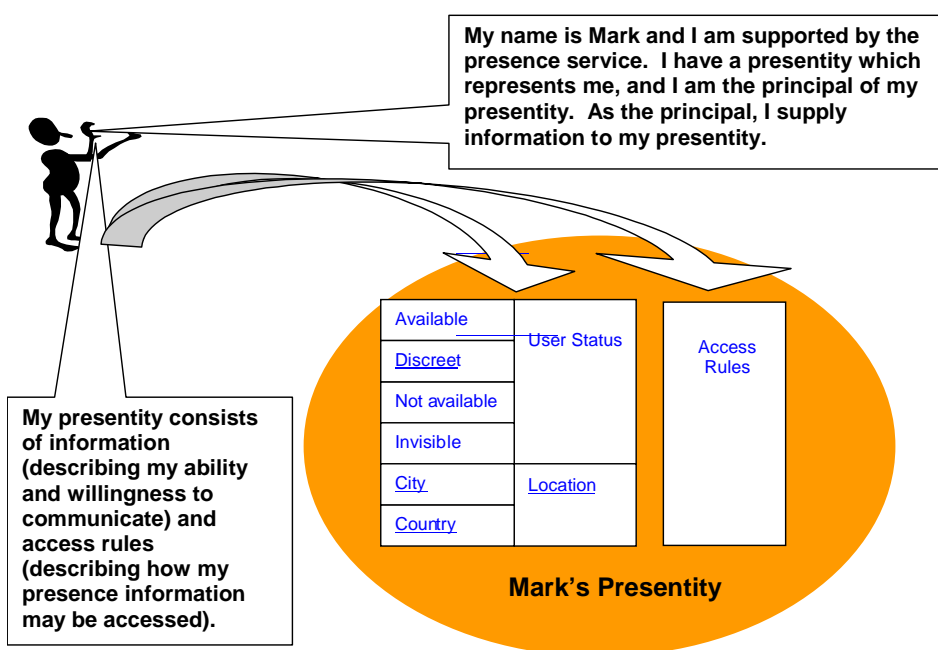 My name is Mark and I am supported by the
presence service.  I have a presentity which
represents me, and I am the principal of my
presentity.  As the principal, I supply
information to my presentity.
Available
User Status
Discreet
Not available
Invisible
City
Location
Country
Access
Rules
My presentity consists
of information
(describing my ability
and willingness to
communicate) and
access rules
(describing how my
presence information
may be accessed).
Mark's Presentity